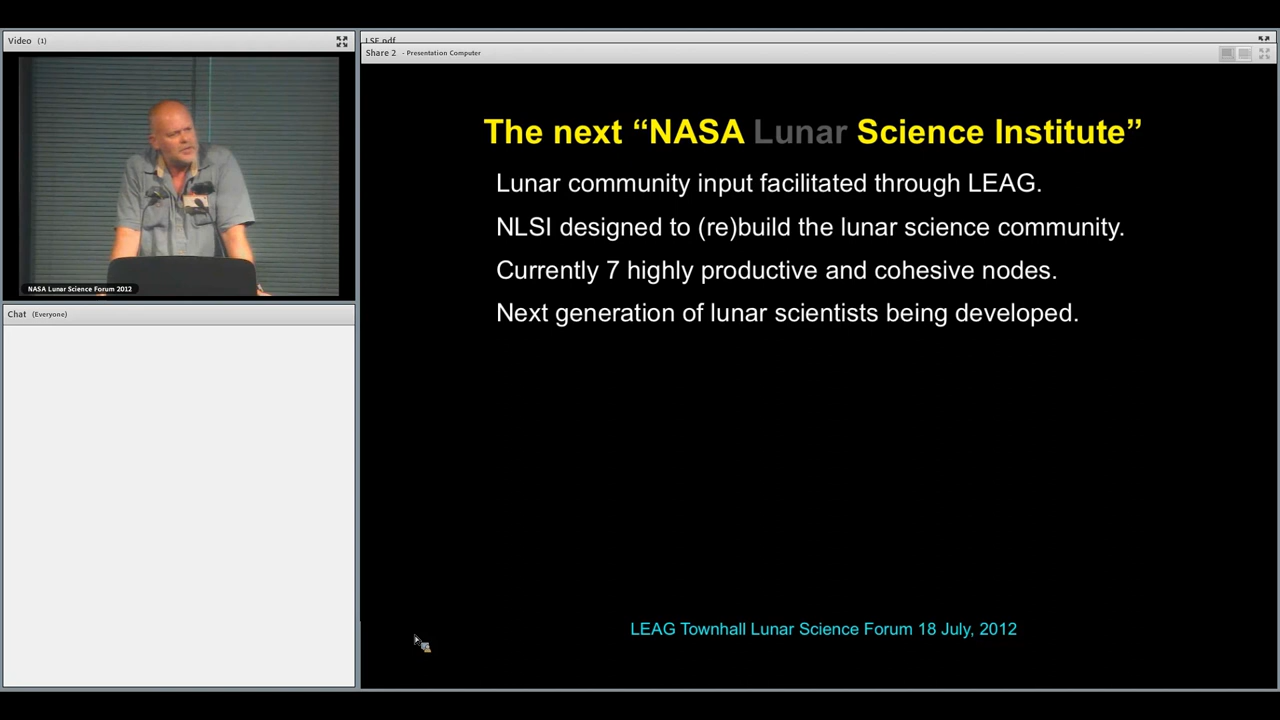 Video (1)
NASA Lunar Science Forum 2012
Chat (Everyone)
LSF.pdf
Share 2 - Presentation Computer
The next “NASA Lunar Science Institute”
Lunar community input facilitated through LEAG.
NLSI designed to (re)build the lunar science community.
Currently 7 highly productive and cohesive nodes.
Next generation of lunar scientists being developed.
LEAG Townhall Lunar Science Forum 18 July, 2012